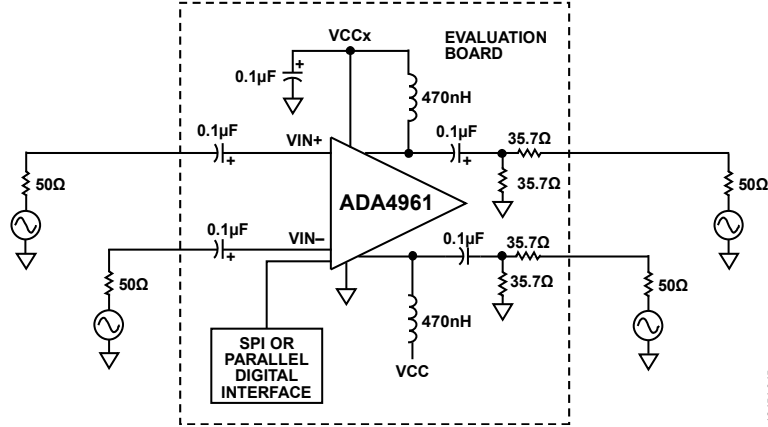 VCCx
EVALUATION
BOARD
0.1µF
+
470nH
0.1µF
+
VIN+
0.1µF
+
35.7Ω
50Ω
35.7Ω
50Ω
ADA4961
0.1µF
+
VIN–
0.1µF
35.7Ω
50Ω
35.7Ω
50Ω
470nH
VCC
SPI OR
PARALLEL
DIGITAL
INTERFACE